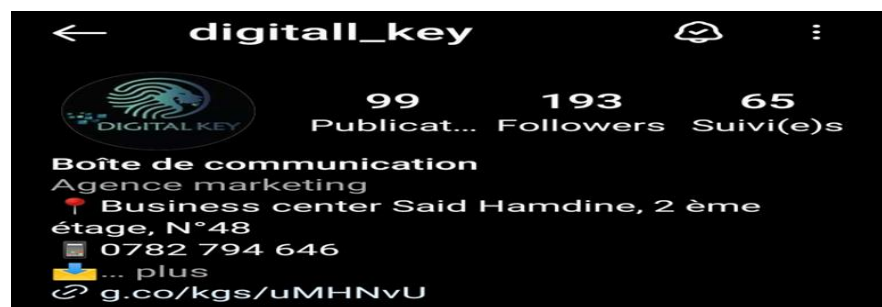 digitall_key
DIGITAL KEY
99 193 65
Publicat... Followers Suivi(e)s
Boîte de communication
Agence marketing
📍 Business center Said Hamdine, 2 ème
étage, N°48
📱 0782 794 646
📩... plus
g.co/kgs/uMHNvU